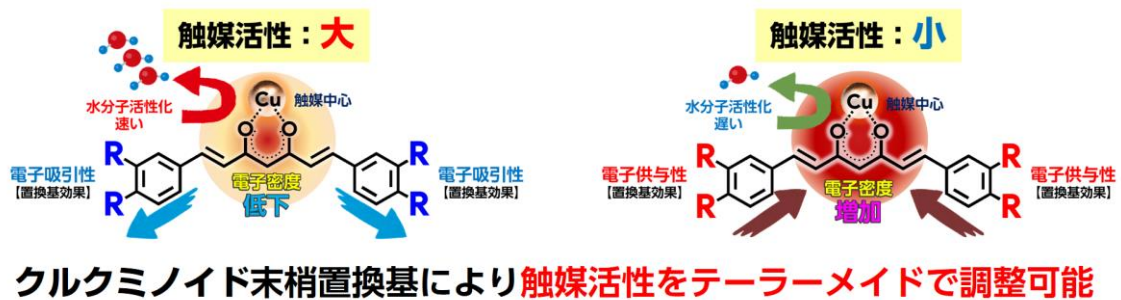 触媒活性：大
水分子活性化
速い
Cu
触媒中心
O
O
R
R
R
R
電子吸引性
【置換基効果】
電子密度
低下
電子吸引性
【置換基効果】
触媒活性：小
水分子活性化
遅い
Cu
触媒中心
O
O
R
R
R
R
電子供与性
【置換基効果】
電子密度
増加
電子供与性
【置換基効果】
クルクミノイド末梢置換基により触媒活性をテーラーメイドで調整可能